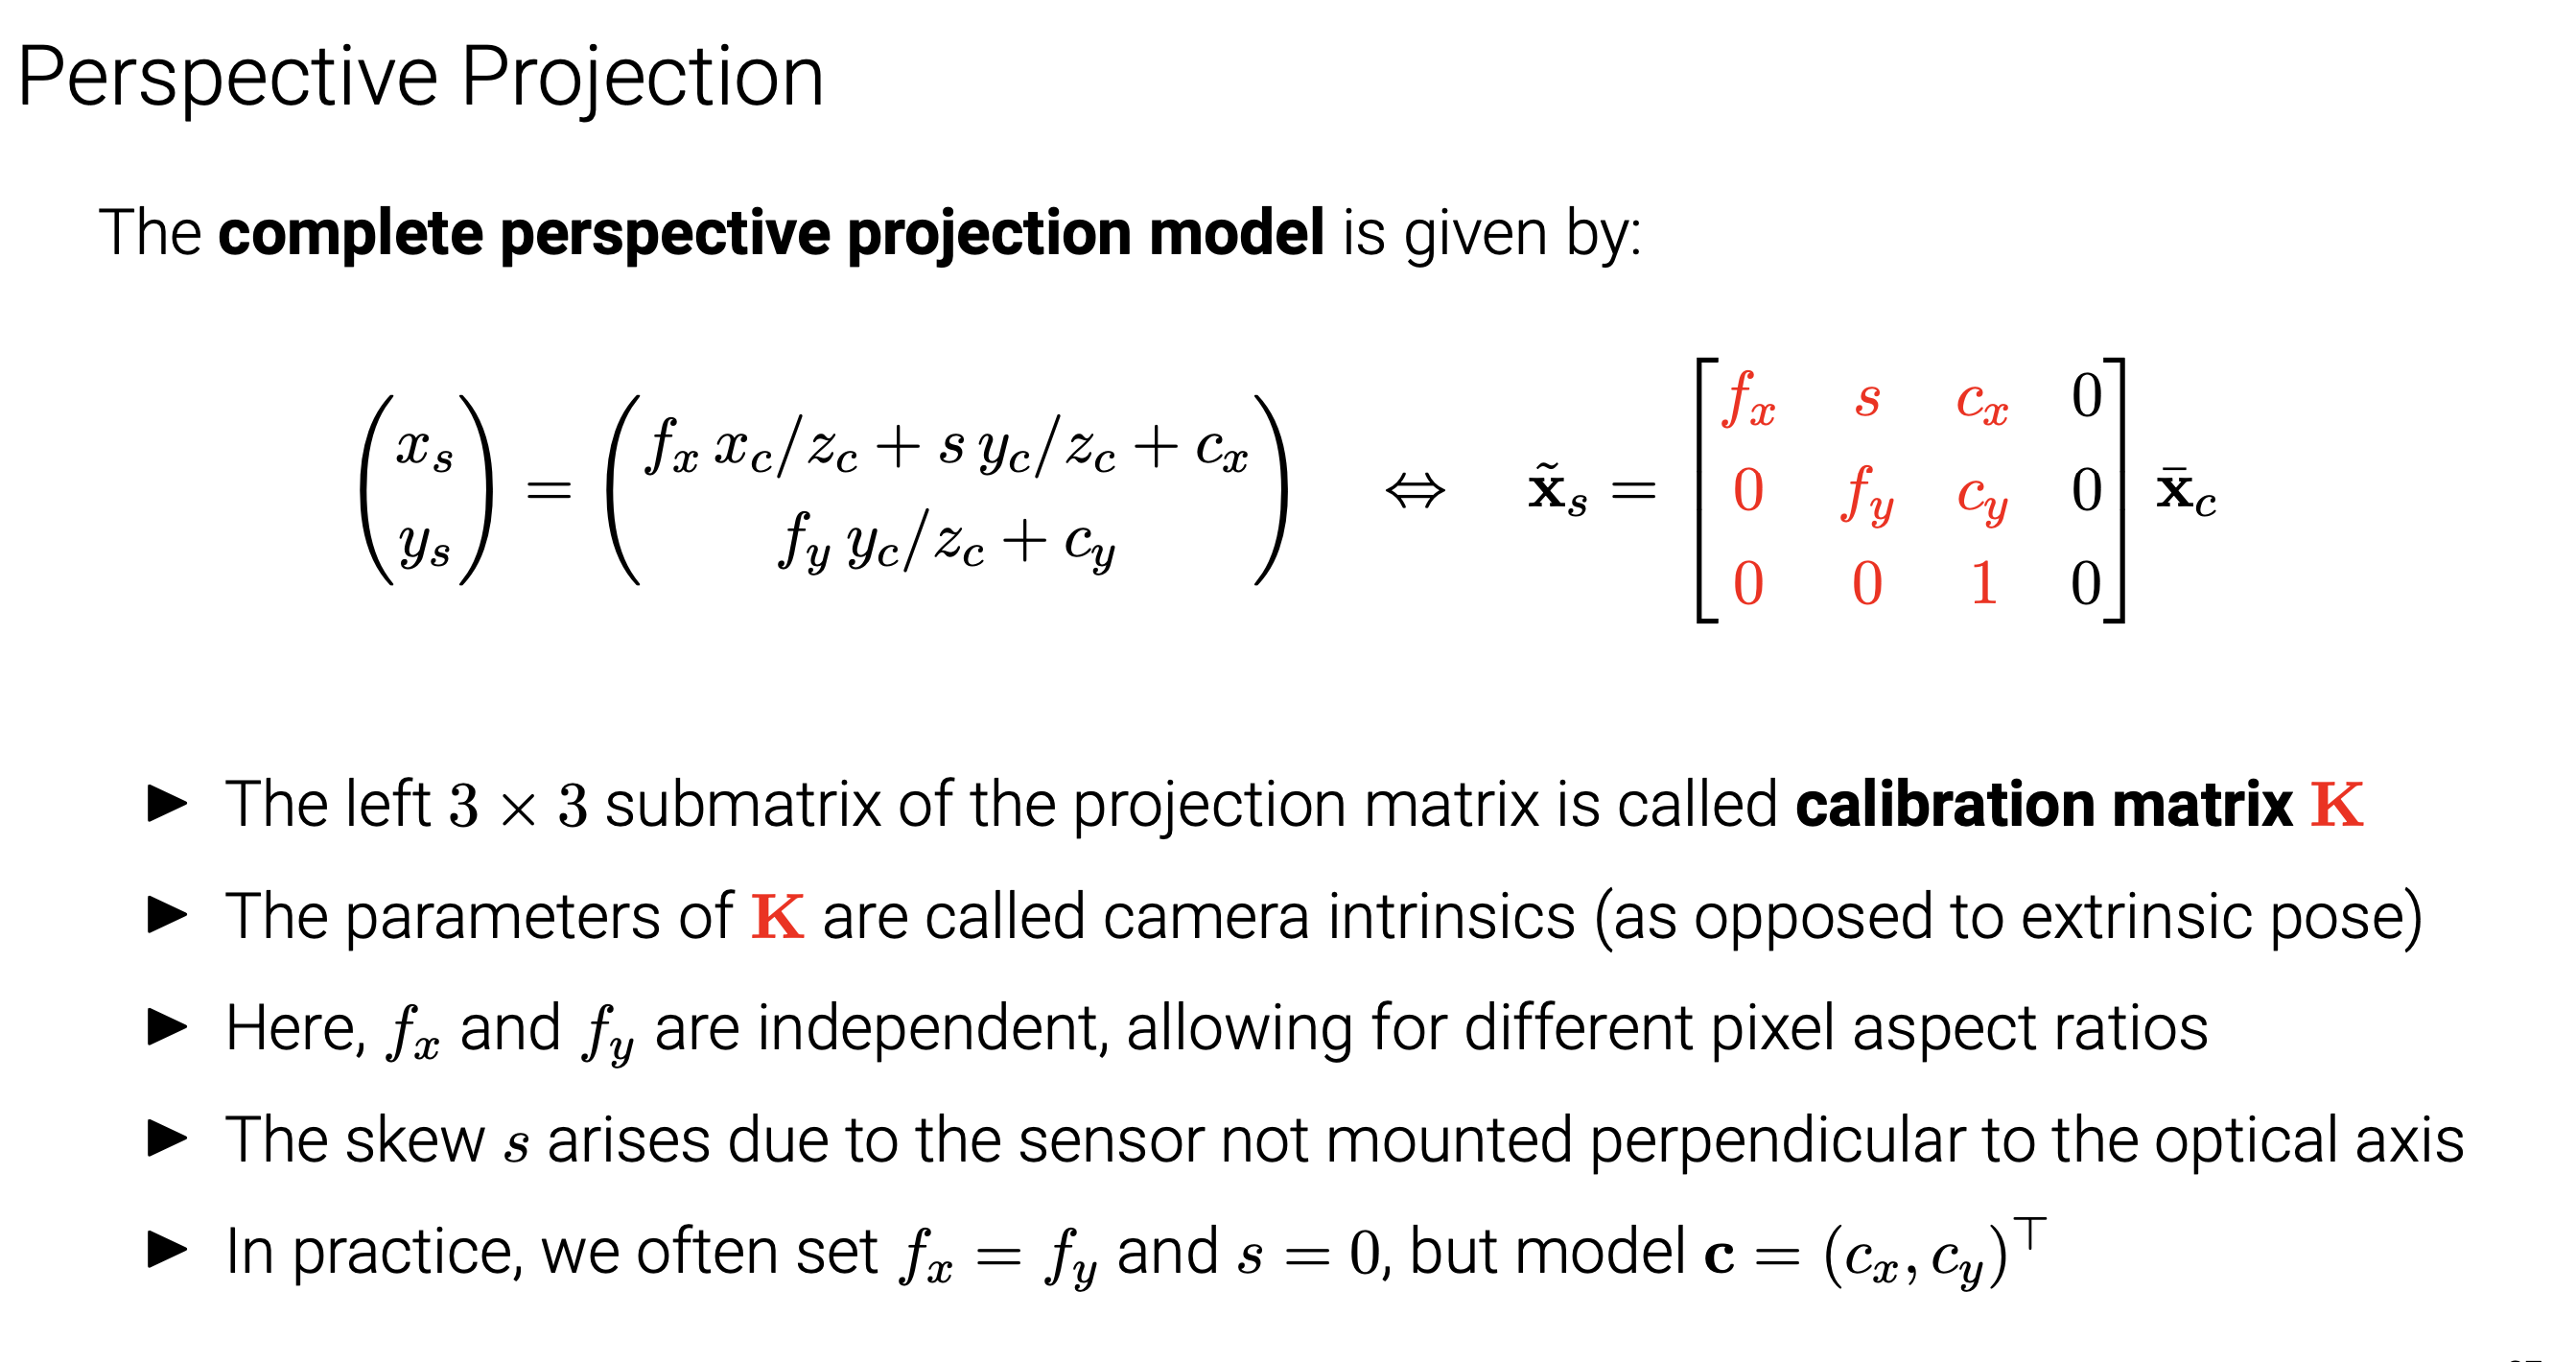 Perspective Projection
The complete perspective projection model is given by:
$$\begin{pmatrix} x_s \\ y_s \end{pmatrix} = \begin{pmatrix} f_x \, x_c/z_c + s \, y_c/z_c + c_x \\ f_y \, y_c/z_c + c_y \end{pmatrix} \quad \Leftrightarrow \quad \tilde{\mathbf{x}}_s = \begin{bmatrix} f_x & s & c_x & 0 \\ 0 & f_y & c_y & 0 \\ 0 & 0 & 1 & 0 \end{bmatrix} \bar{\mathbf{x}}_c$$
▶ The left 3 × 3 submatrix of the projection matrix is called calibration matrix K
▶ The parameters of K are called camera intrinsics (as opposed to extrinsic pose)
▶ Here, $f_x$ and $f_y$ are independent, allowing for different pixel aspect ratios
▶ The skew $s$ arises due to the sensor not mounted perpendicular to the optical axis
▶ In practice, we often set $f_x = f_y$ and $s = 0$, but model $\mathbf{c} = (c_x, c_y)^\top$